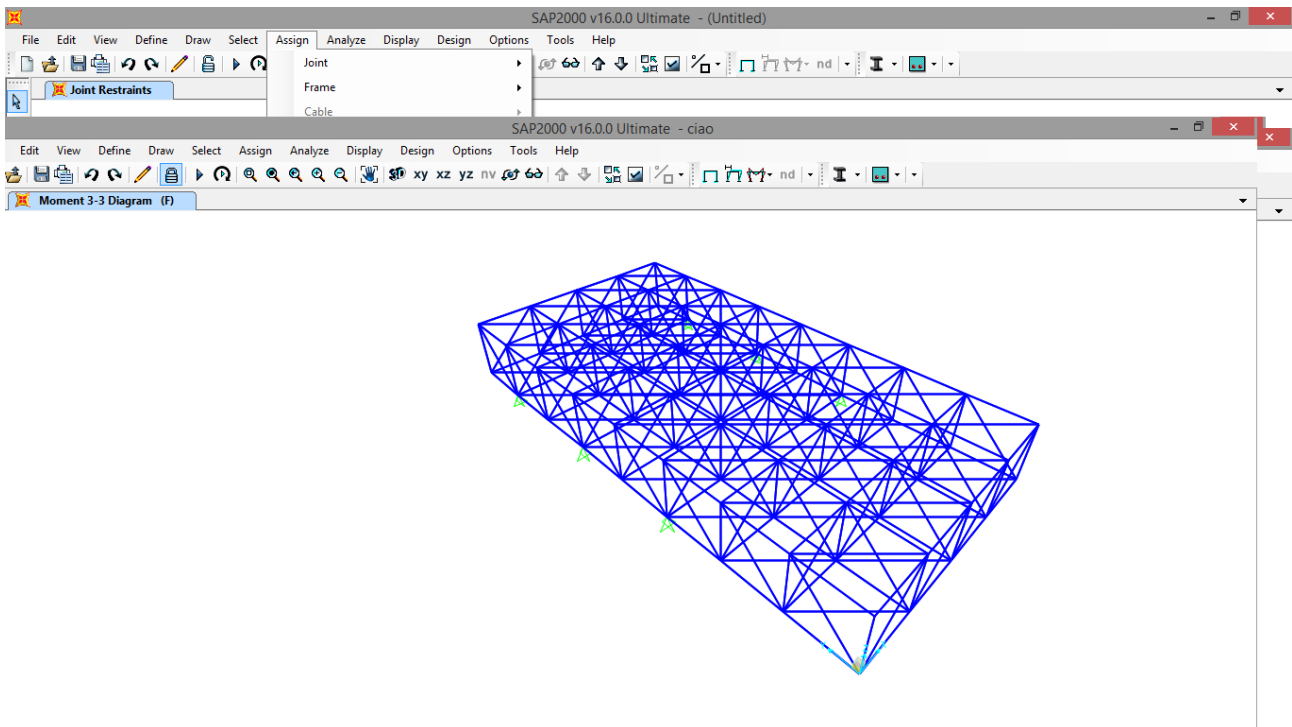 SAP2000 v16.0.0 Ultimate - (Untitled)
File Edit View Define Draw Select Assign Analyze Display Design Options Tools Help
Joint
nd
Joint Restraints
Frame
Cable
SAP2000 v16.0.0 Ultimate - ciao
Edit View Define Draw Select Assign Analyze Display Design Options Tools Help
3D xy xz yz nv nd
Moment 3-3 Diagram (F)